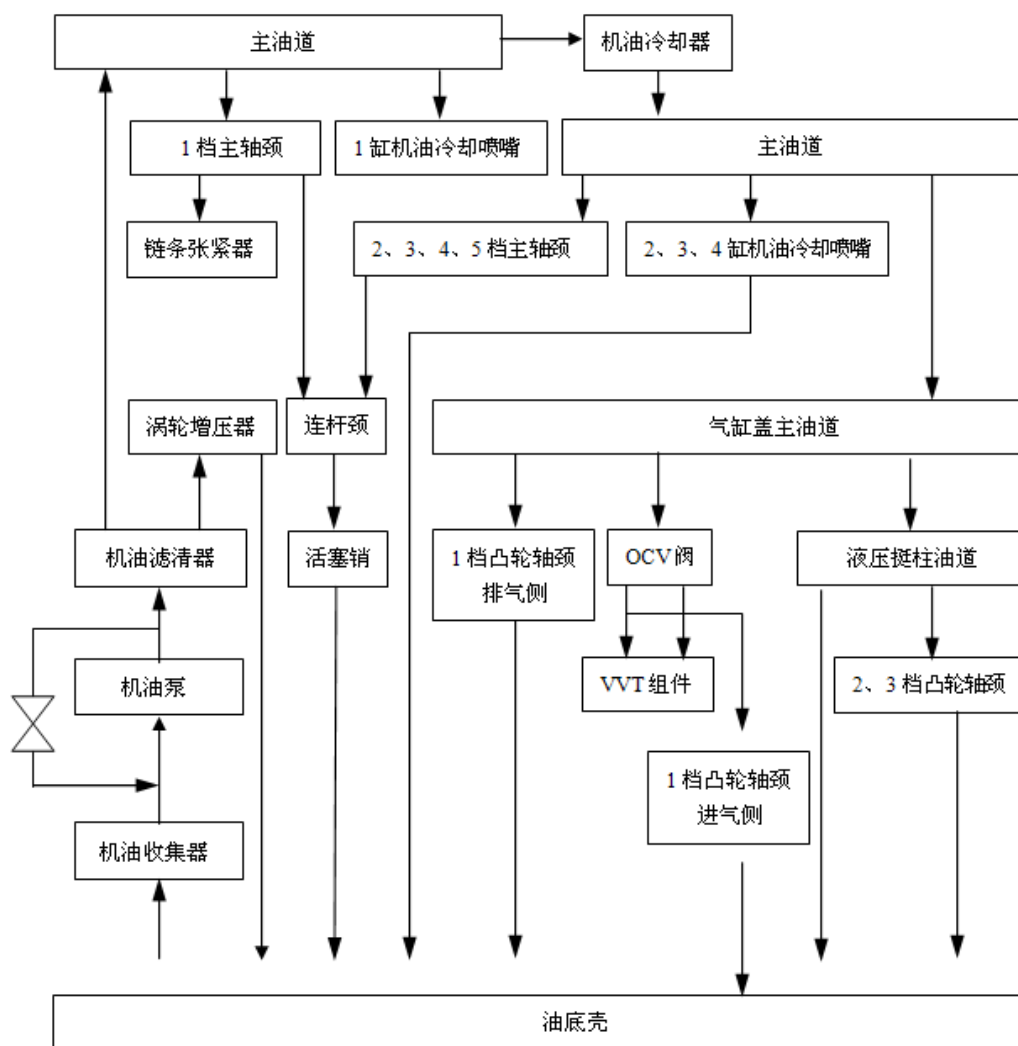 主油道
机油冷却器
1 档主轴颈
1 缸机油冷却喷嘴
主油道
链条张紧器
2、3、4、5 档主轴颈
2、3、4 缸机油冷却喷嘴
涡轮增压器
连杆颈
气缸盖主油道
机油滤清器
活塞销
1 档凸轮轴颈
排气侧
OCV 阀
液压挺柱油道
机油泵
VVT 组件
2、3 档凸轮轴颈
1 档凸轮轴颈
进气侧
机油收集器
油底壳